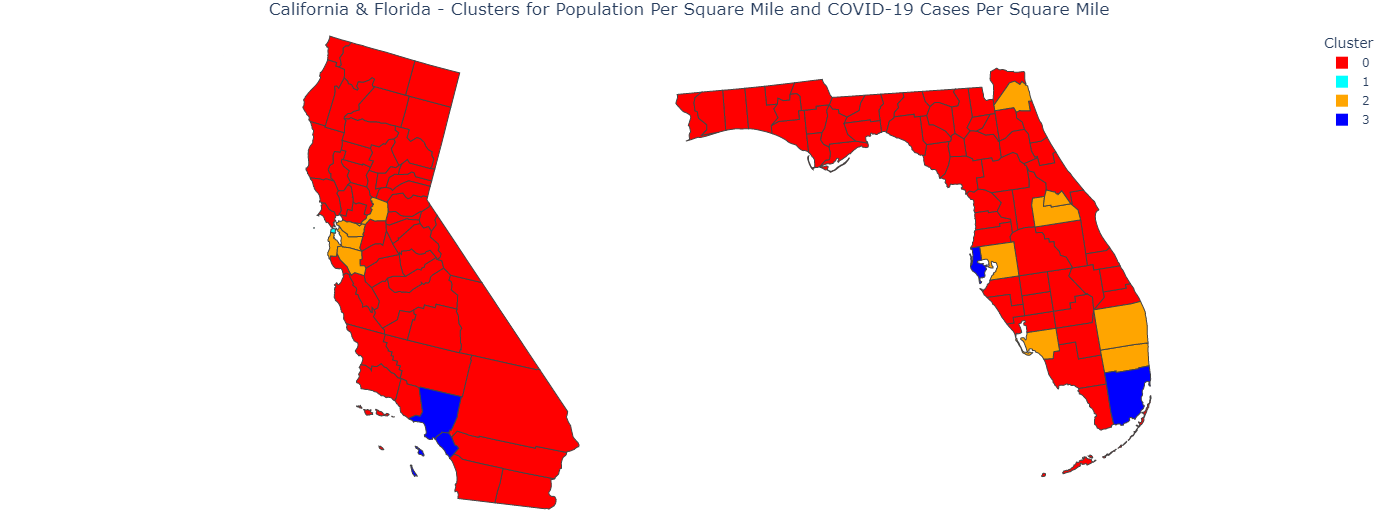 California & Florida - Clusters for Population Per Square Mile and COVID-19 Cases Per Square Mile
Cluster
0
1
2
3